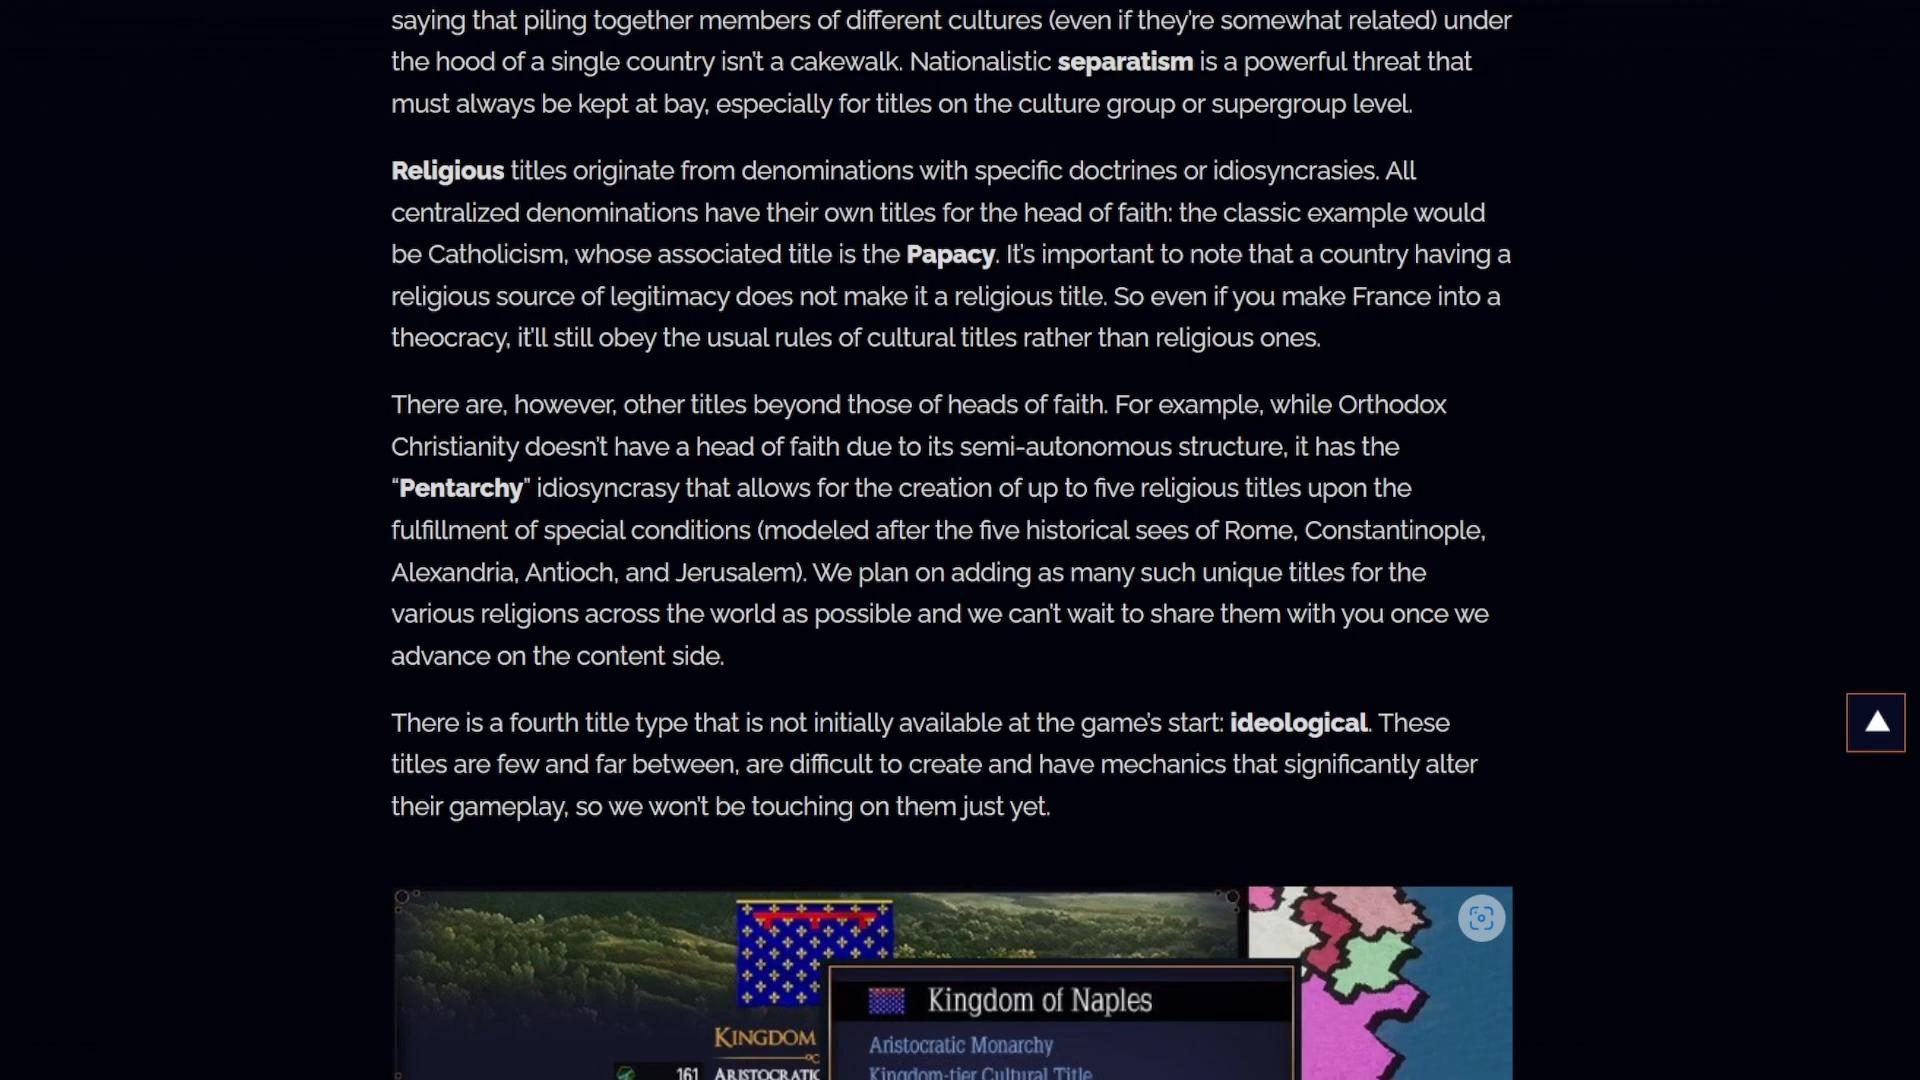 saying that piling together members of different cultures (even if they're somewhat related) under
the hood of a single country isn't a cakewalk. Nationalistic separatism is a powerful threat that
must always be kept at bay, especially for titles on the culture group or supergroup level.
Religious titles originate from denominations with specific doctrines or idiosyncrasies. All
centralized denominations have their own titles for the head of faith: the classic example would
be Catholicism, whose associated title is the Papacy. It's important to note that a country having a
religious source of legitimacy does not make it a religious title. So even if you make France into a
theocracy, it'll still obey the usual rules of cultural titles rather than religious ones.
There are, however, other titles beyond those of heads of faith. For example, while Orthodox
Christianity doesn't have a head of faith due to its semi-autonomous structure, it has the
“Pentarchy” idiosyncrasy that allows for the creation of up to five religious titles upon the
fulfillment of special conditions (modeled after the five historical sees of Rome, Constantinople,
Alexandria, Antioch, and Jerusalem). We plan on adding as many such unique titles for the
various religions across the world as possible and we can't wait to share them with you once we
advance on the content side.
There is a fourth title type that is not initially available at the game's start: ideological. These
titles are few and far between, are difficult to create and have mechanics that significantly alter
their gameplay, so we won't be touching on them just yet.
Kingdom of Naples
KINGDOM
Aristocratic Monarchy
161 ARISTOCRATIC
Kingdom-tier Cultural Title